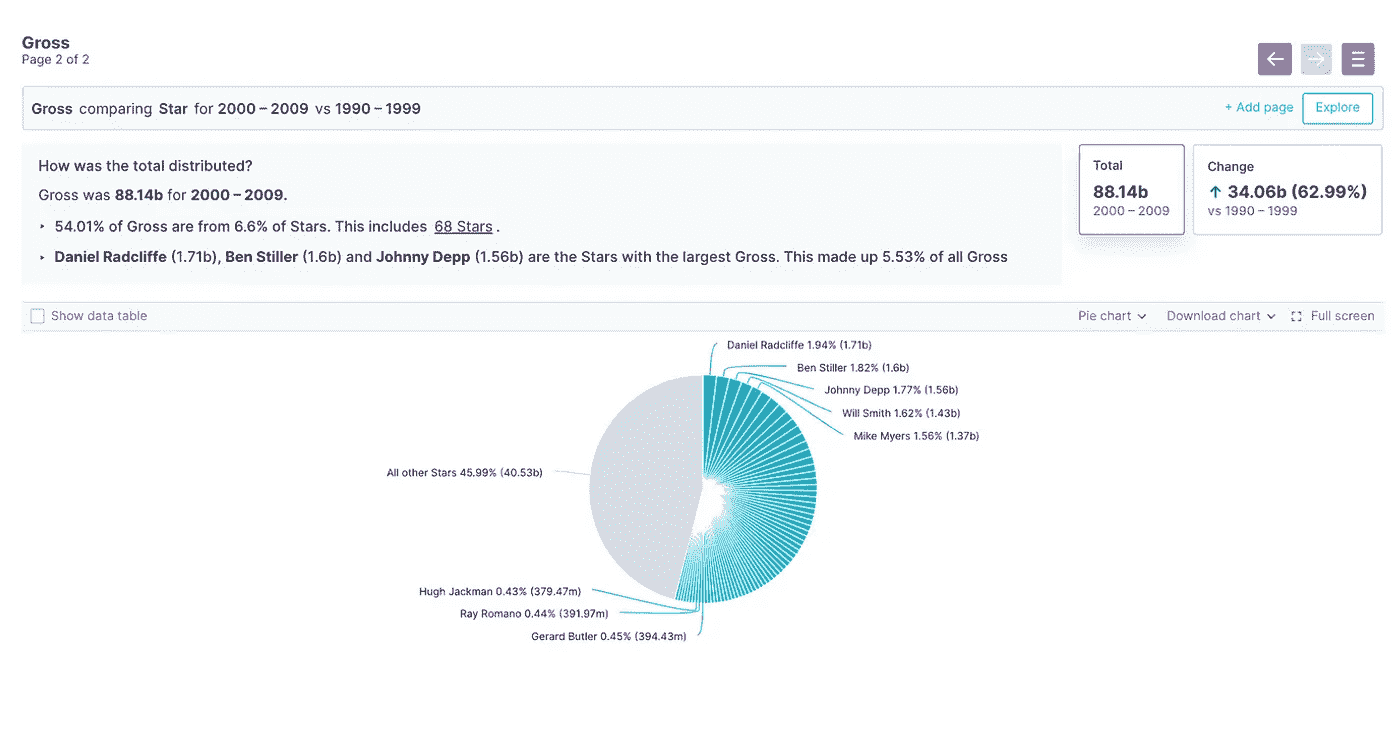 Gross
Page 2 of 2
Gross comparing Star for 2000 – 2009 vs 1990 – 1999
+ Add page
Explore
How was the total distributed?
Gross was 88.14b for 2000 – 2009.
‣ 54.01% of Gross are from 6.6% of Stars. This includes 68 Stars .
‣ Daniel Radcliffe (1.71b), Ben Stiller (1.6b) and Johnny Depp (1.56b) are the Stars with the largest Gross. This made up 5.53% of all Gross
Total
88.14b
2000 – 2009
Change
↑ 34.06b (62.99%)
vs 1990 – 1999
Show data table
Pie chart
Download chart
Full screen
Daniel Radcliffe 1.94% (1.71b)
Ben Stiller 1.82% (1.6b)
Johnny Depp 1.77% (1.56b)
Will Smith 1.62% (1.43b)
Mike Myers 1.56% (1.37b)
All other Stars 45.99% (40.53b)
Hugh Jackman 0.43% (379.47m)
Ray Romano 0.44% (391.97m)
Gerard Butler 0.45% (394.43m)